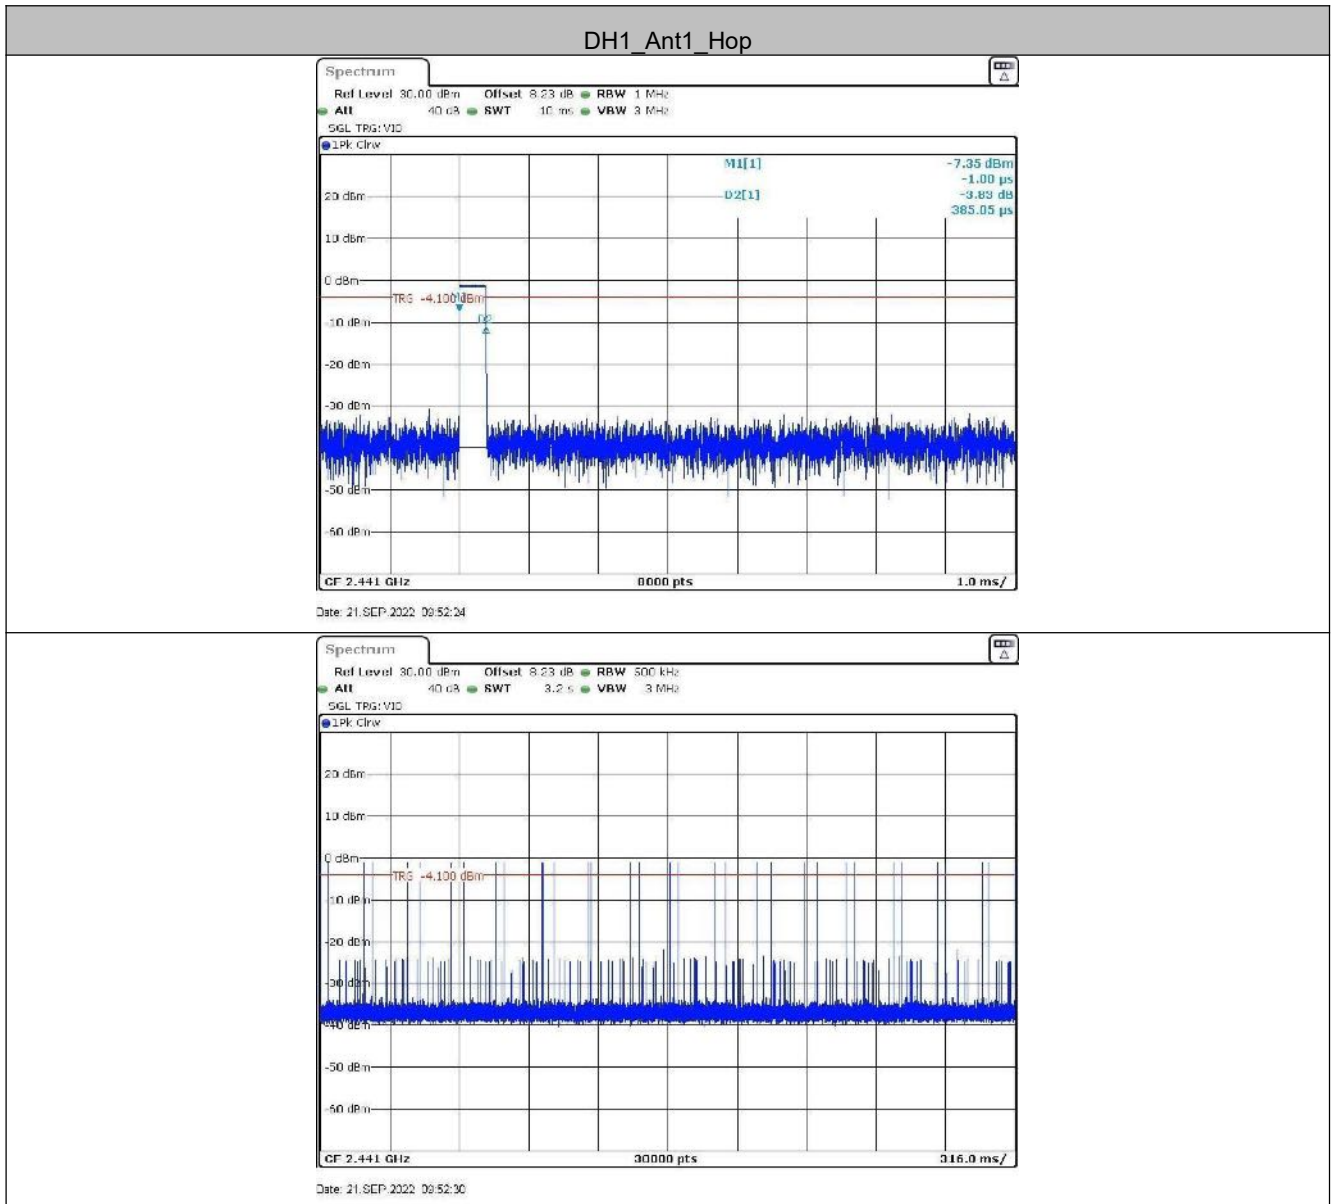 DH1_Ant1_Hop
Spectrum
Ref Level 30.00 dBm Offset 8.23 dB RBW 1 MHz
Att 40 dB SWT 10 ms VBW 3 MHz
SGL TRG: VID
1Pk Clrw
M1[1] -7.35 dBm
-1.00 µs
D2[1] -3.83 dB
385.05 µs
20 dBm
10 dBm
0 dBm
TRG -4.100 dBm
M1
-10 dBm
D2
-20 dBm
-30 dBm
-50 dBm
-60 dBm
CF 2.441 GHz 8000 pts 1.0 ms/
Date: 21.SEP.2022 09:52:24
Spectrum
Ref Level 30.00 dBm Offset 8.23 dB RBW 500 kHz
Att 40 dB SWT 3.2 s VBW 3 MHz
SGL TRG: VID
1Pk Clrw
20 dBm
10 dBm
0 dBm
TRG -4.100 dBm
-10 dBm
-20 dBm
-30 dBm
-40 dBm
-50 dBm
-60 dBm
CF 2.441 GHz 30000 pts 316.0 ms/
Date: 21.SEP.2022 09:52:30